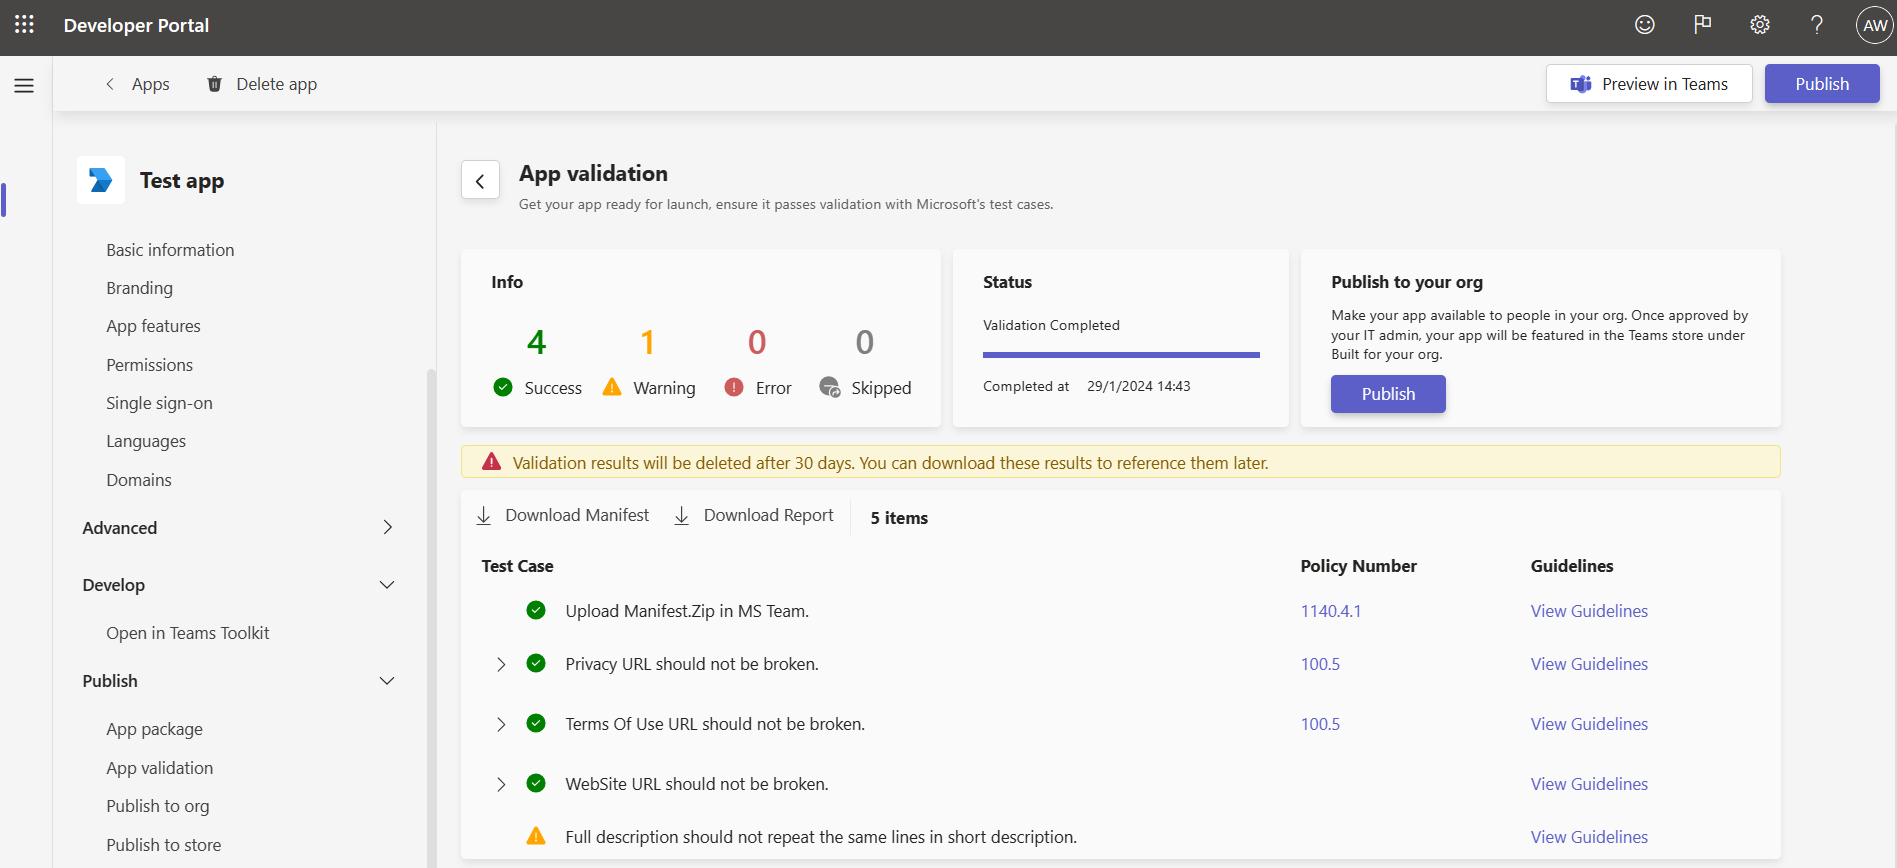 Developer Portal
AW
Apps
Delete app
Preview in Teams
Publish
Test app
Basic information
Branding
App features
Permissions
Single sign-on
Languages
Domains
Advanced
Develop
Open in Teams Toolkit
Publish
App package
App validation
Publish to org
Publish to store
App validation
Get your app ready for launch, ensure it passes validation with Microsoft's test cases.
Info
4 1 0 0
Success Warning Error Skipped
Status
Validation Completed
Completed at 29/1/2024 14:43
Publish to your org
Make your app available to people in your org. Once approved by
your IT admin, your app will be featured in the Teams store under
Built for your org.
Publish
Validation results will be deleted after 30 days. You can download these results to reference them later.
Download Manifest Download Report 5 items
Test Case Policy Number Guidelines
Upload Manifest.Zip in MS Team. 1140.4.1 View Guidelines
Privacy URL should not be broken. 100.5 View Guidelines
Terms Of Use URL should not be broken. 100.5 View Guidelines
WebSite URL should not be broken. View Guidelines
Full description should not repeat the same lines in short description. View Guidelines